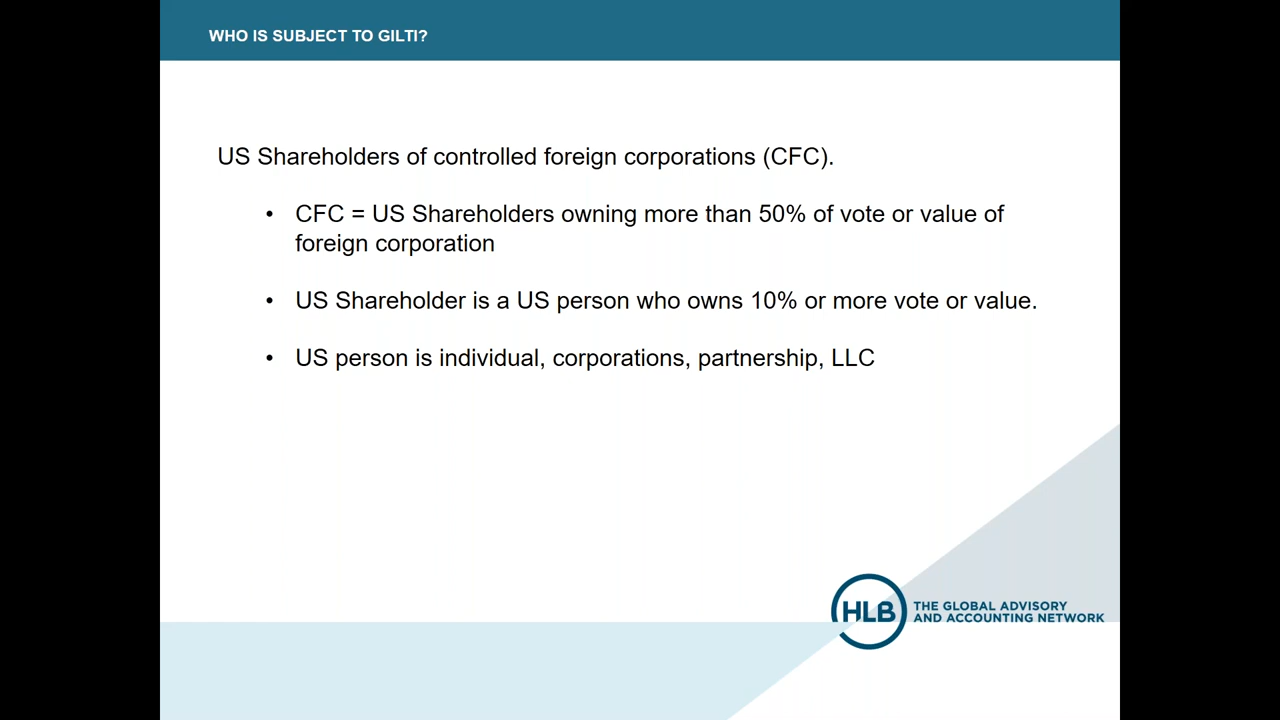 WHO IS SUBJECT TO GILTI?
US Shareholders of controlled foreign corporations (CFC).
• CFC = US Shareholders owning more than 50% of vote or value of
foreign corporation
• US Shareholder is a US person who owns 10% or more vote or value.
• US person is individual, corporations, partnership, LLC
HLB
THE GLOBAL ADVISORY
AND ACCOUNTING NETWORK